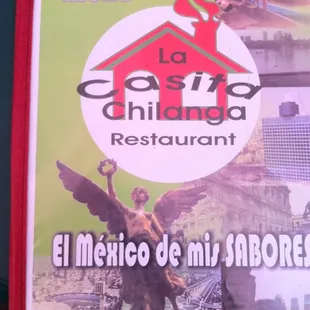 La
Casita
Chilanga
Restaurant
El México de mis SABORES